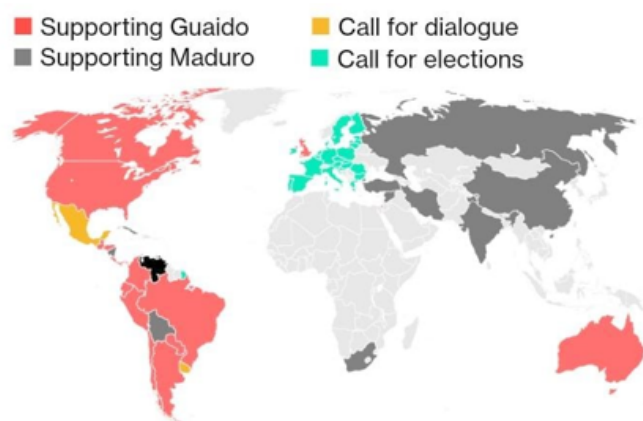 Supporting Guaido
Call for dialogue
Supporting Maduro
Call for elections